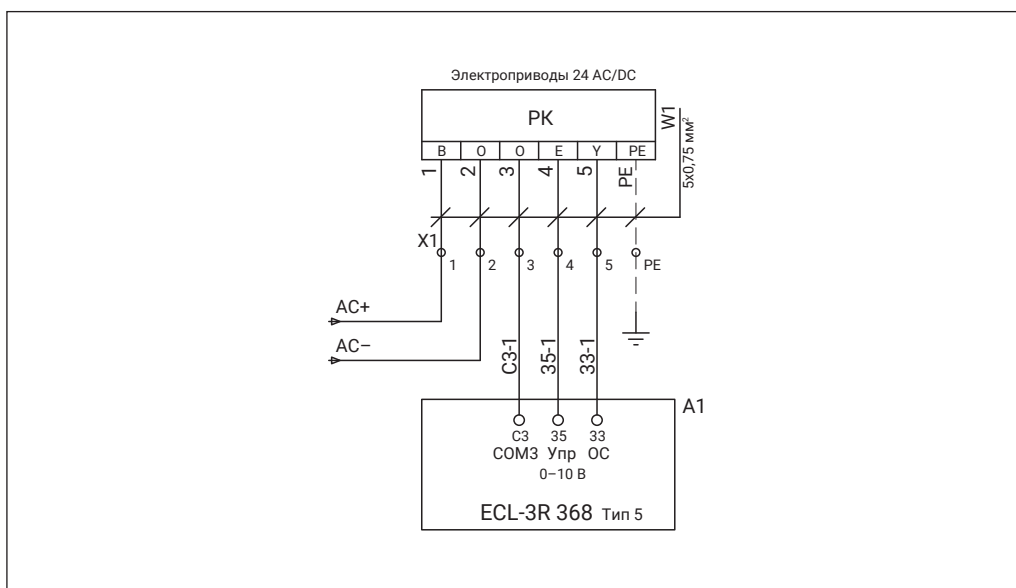 Электроприводы 24 AC/DC
РК
В О О Е Y PE
1 2 3 4 5 PE
W1
5x0,75 мм²
X1
1 2 3 4 5 PE
AC+
AC–
C3-1 35-1 33-1
A1
C3 35 33
COM3 Упр ОС
0–10 В
ECL-3R 368 Тип 5